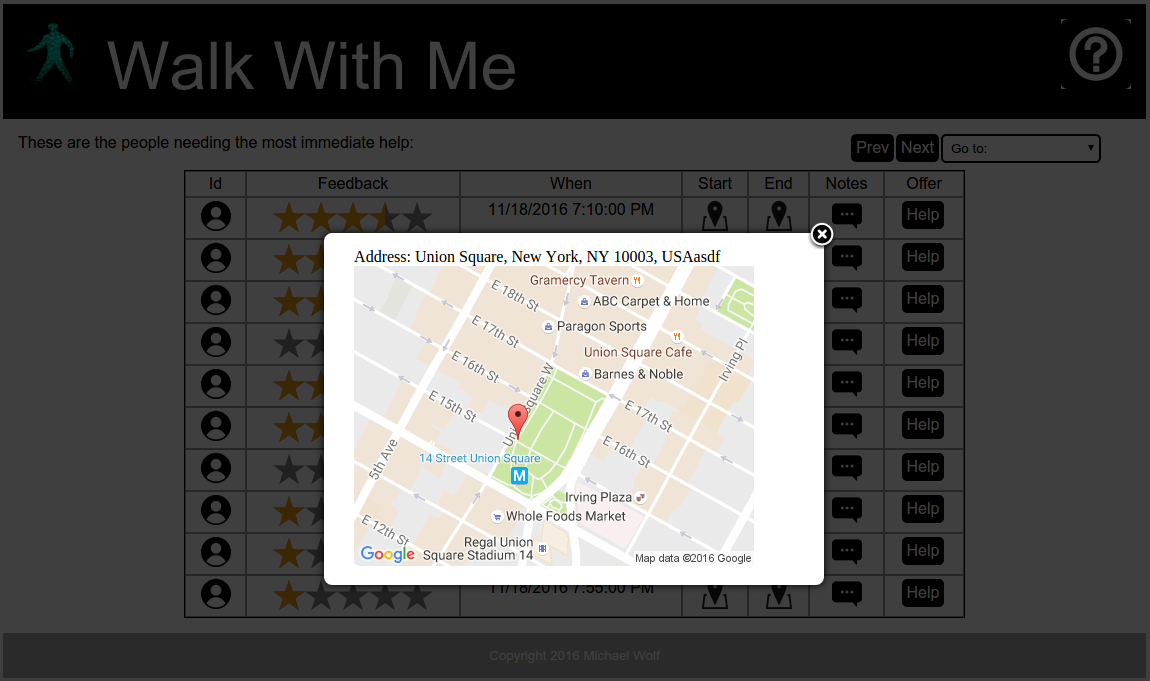 Walk With Me
?
These are the people needing the most immediate help:
Prev Next Go to:
Id Feedback When Start End Notes Offer
11/18/2016 7:10:00 PM Help
Address: Union Square, New York, NY 10003, USAasdf
Help
Gramercy Tavern
E 18th St
ABC Carpet & Home
Help
E 17th St
Paragon Sports
Irving Pl
Union Square Cafe
Help
E 16th St
Barnes & Noble
Help
E 15th St
E 17th St
Help
5th Ave
E 16th St
14 Street Union Square
M
Help
Irving Plaza
Whole Foods Market
Help
E 12th St
Regal Union
Square Stadium 14
Google
Map data ©2016 Google
Help
11/18/2016 7:55:00 PM Help
Copyright 2016 Michael Wolf